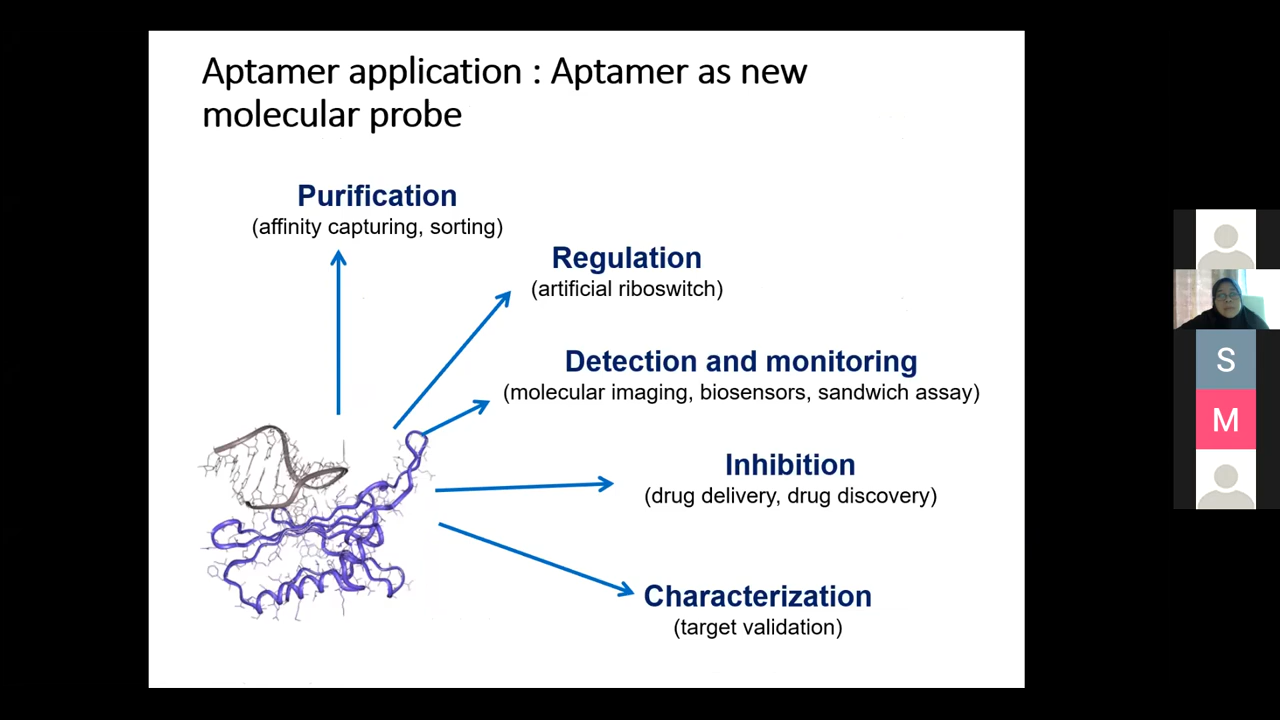 Aptamer application : Aptamer as new
molecular probe
Purification
(affinity capturing, sorting)
Regulation
(artificial riboswitch)
Detection and monitoring
(molecular imaging, biosensors, sandwich assay)
Inhibition
(drug delivery, drug discovery)
Characterization
(target validation)
S
M